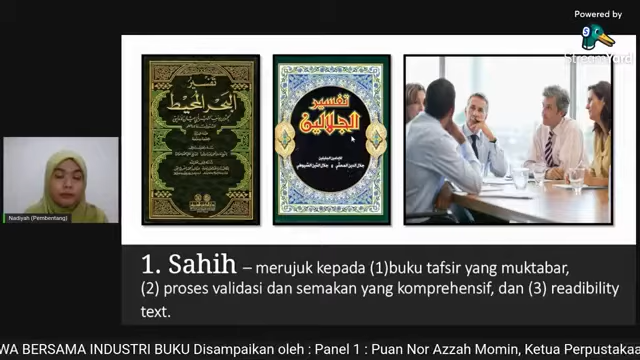 Powered by
StreamYard
تفسير
البحر المحيط
تفسير
الجلالين
Nadiyah (Pembentang)
1. Sahih – merujuk kepada (1)buku tafsir yang muktabar,
(2) proses validasi dan semakan yang komprehensif, dan (3) readibility
text.
WA BERSAMA INDUSTRI BUKU Disampaikan oleh : Panel 1 : Puan Nor Azzah Momin, Ketua Perpustakaa